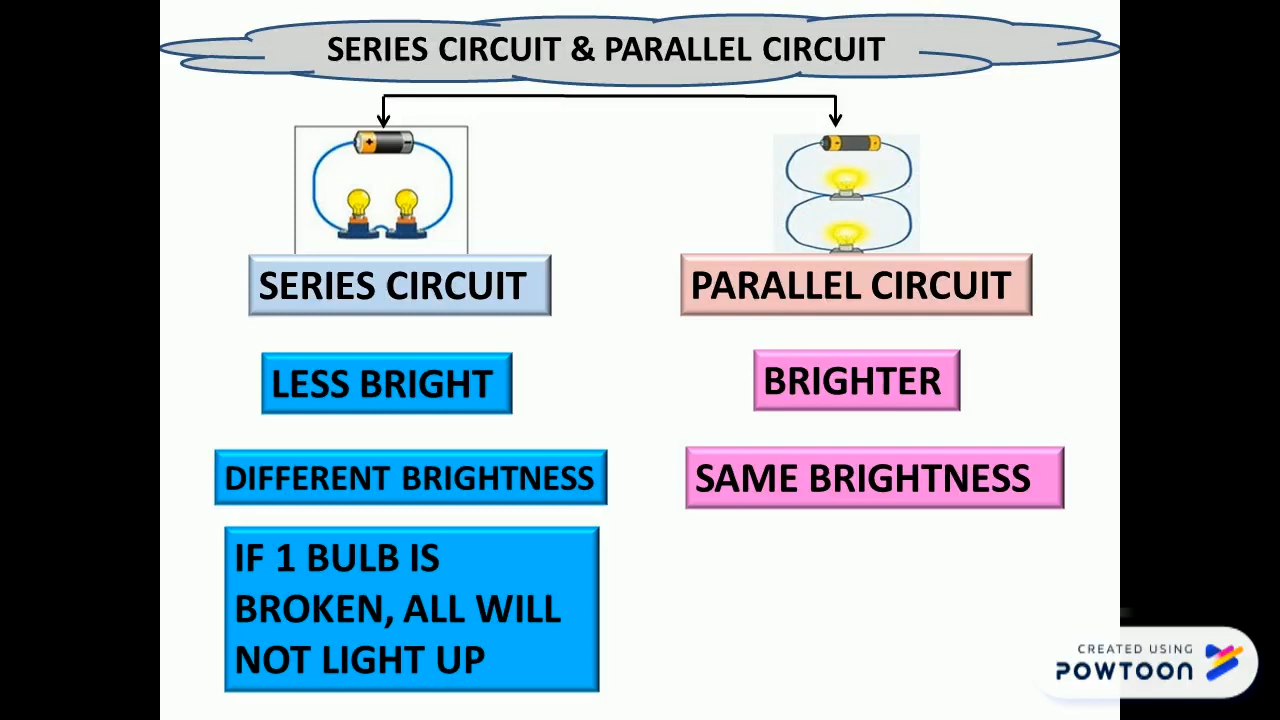 SERIES CIRCUIT & PARALLEL CIRCUIT
SERIES CIRCUIT
PARALLEL CIRCUIT
LESS BRIGHT
BRIGHTER
DIFFERENT BRIGHTNESS
SAME BRIGHTNESS
IF 1 BULB IS
BROKEN, ALL WILL
NOT LIGHT UP
CREATED USING
POWTOON